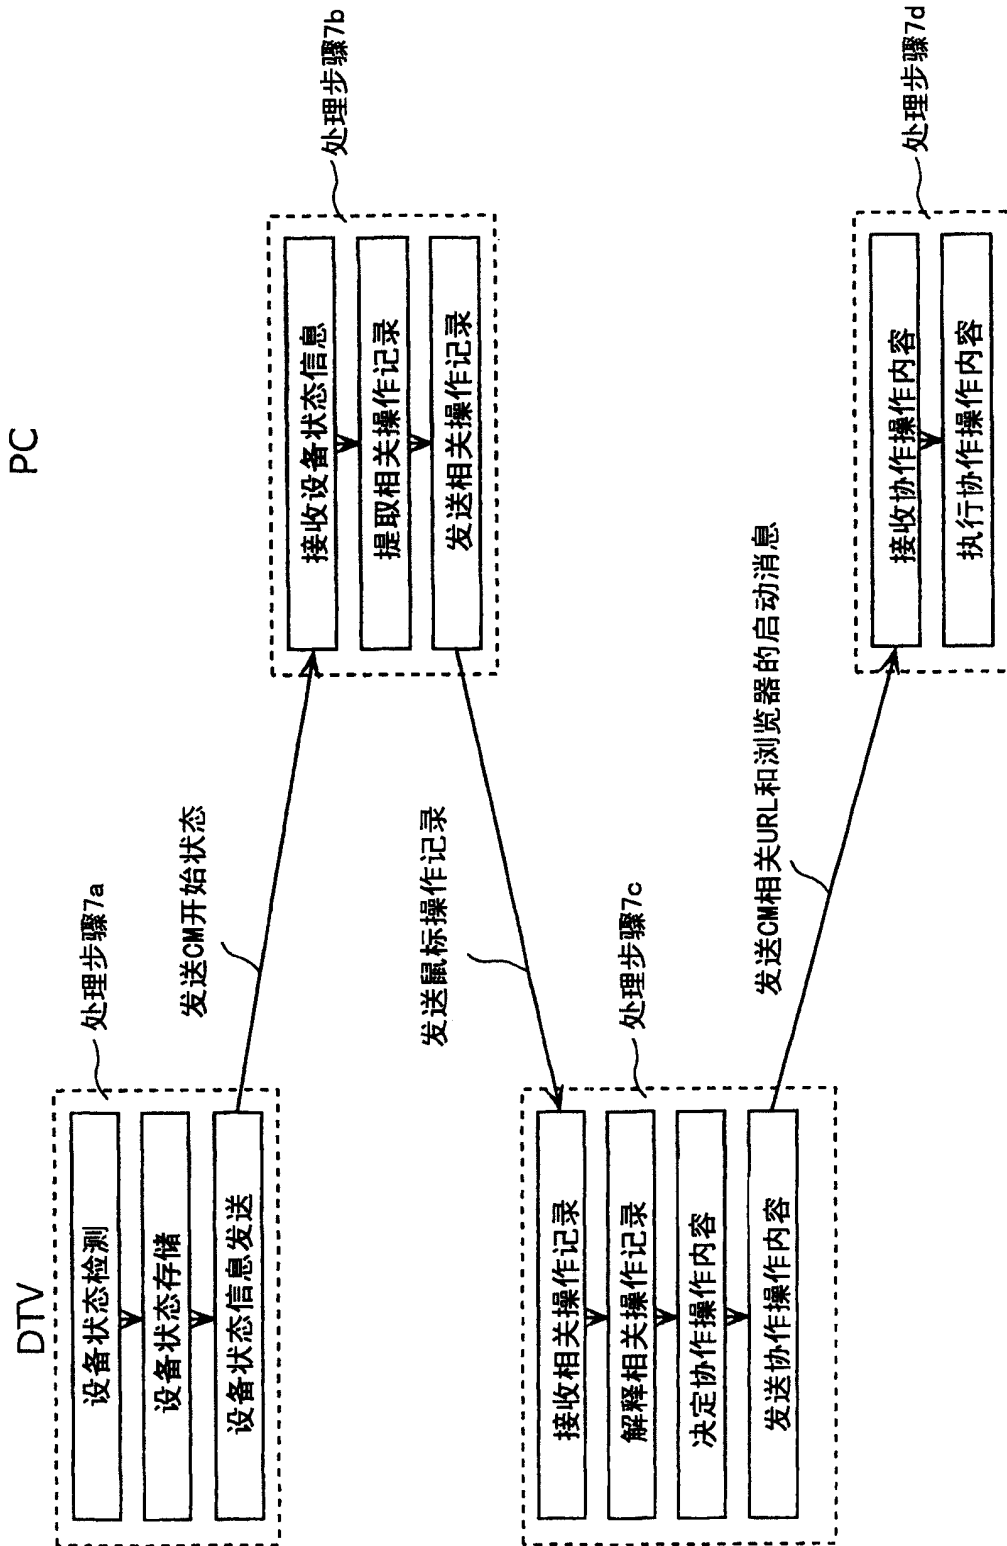 DTV
PC
处理步骤7a
设备状态检测
设备状态存储
设备状态信息发送
发送CM开始状态
处理步骤7b
接收设备状态信息
提取相关操作记录
发送相关操作记录
发送鼠标操作记录
处理步骤7c
接收相关操作记录
解释相关操作记录
决定协作操作内容
发送协作操作内容
发送CM相关URL和浏览器的启动消息
处理步骤7d
接收协作操作内容
执行协作操作内容